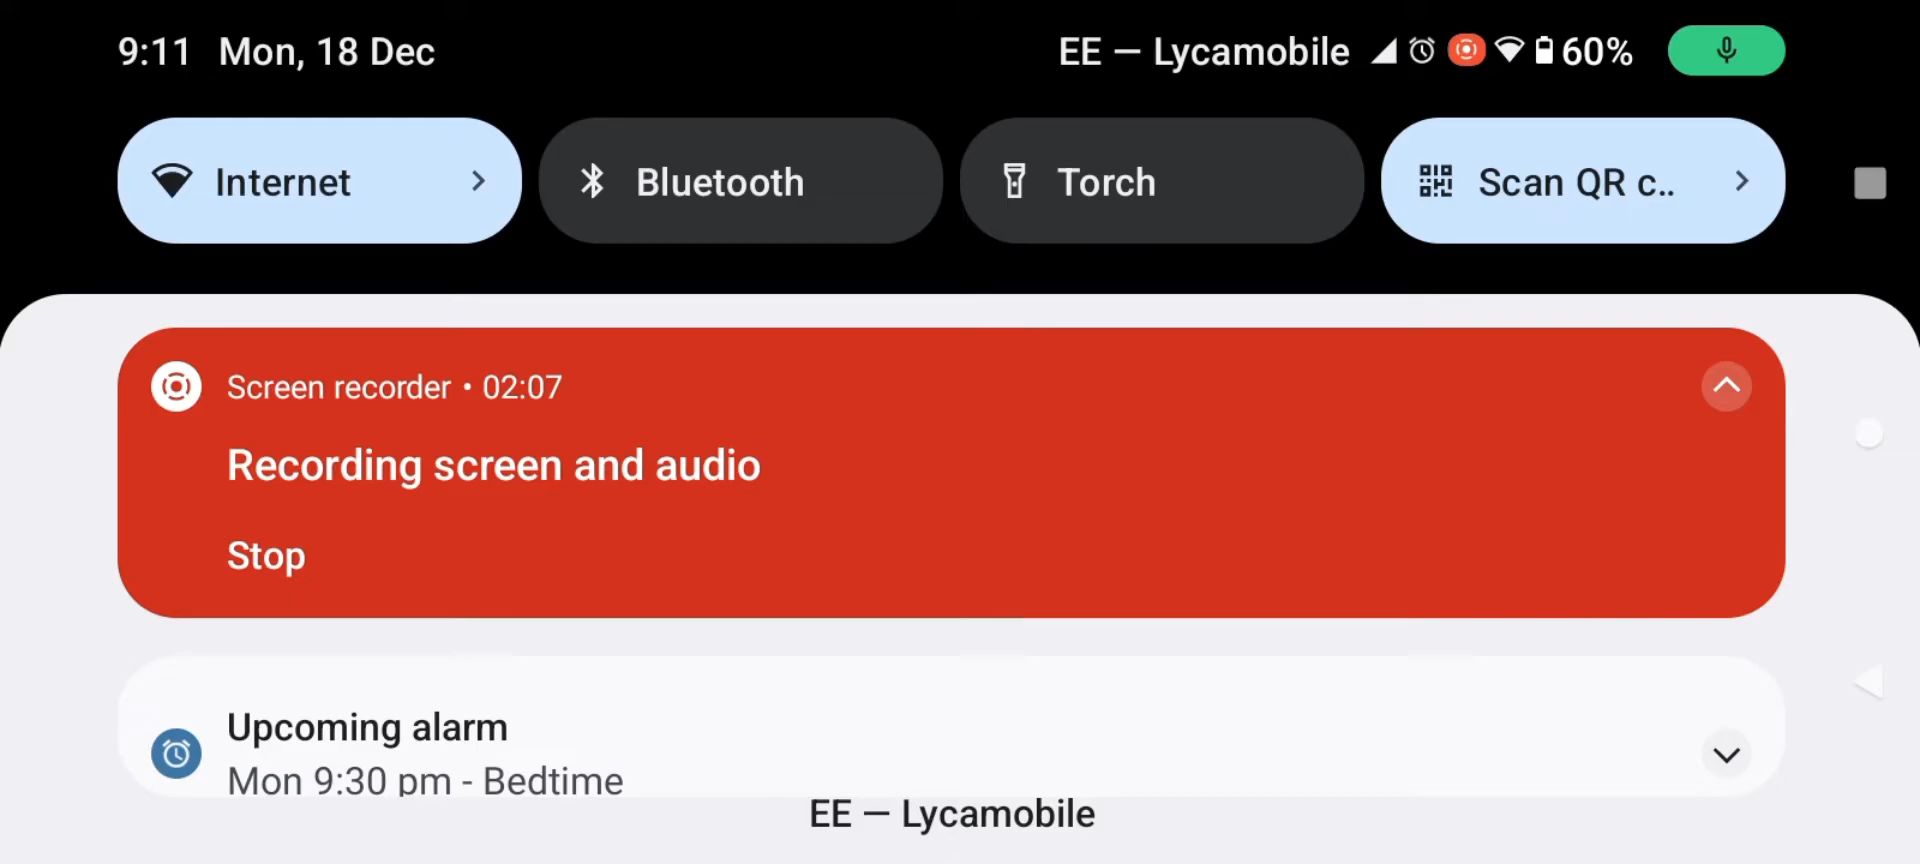 9:11 Mon, 18 Dec EE — Lycamobile 60%
Internet Bluetooth Torch Scan QR c...
Screen recorder • 02:07
Recording screen and audio
Stop
Upcoming alarm
Mon 9:30 pm - Bedtime
EE — Lycamobile